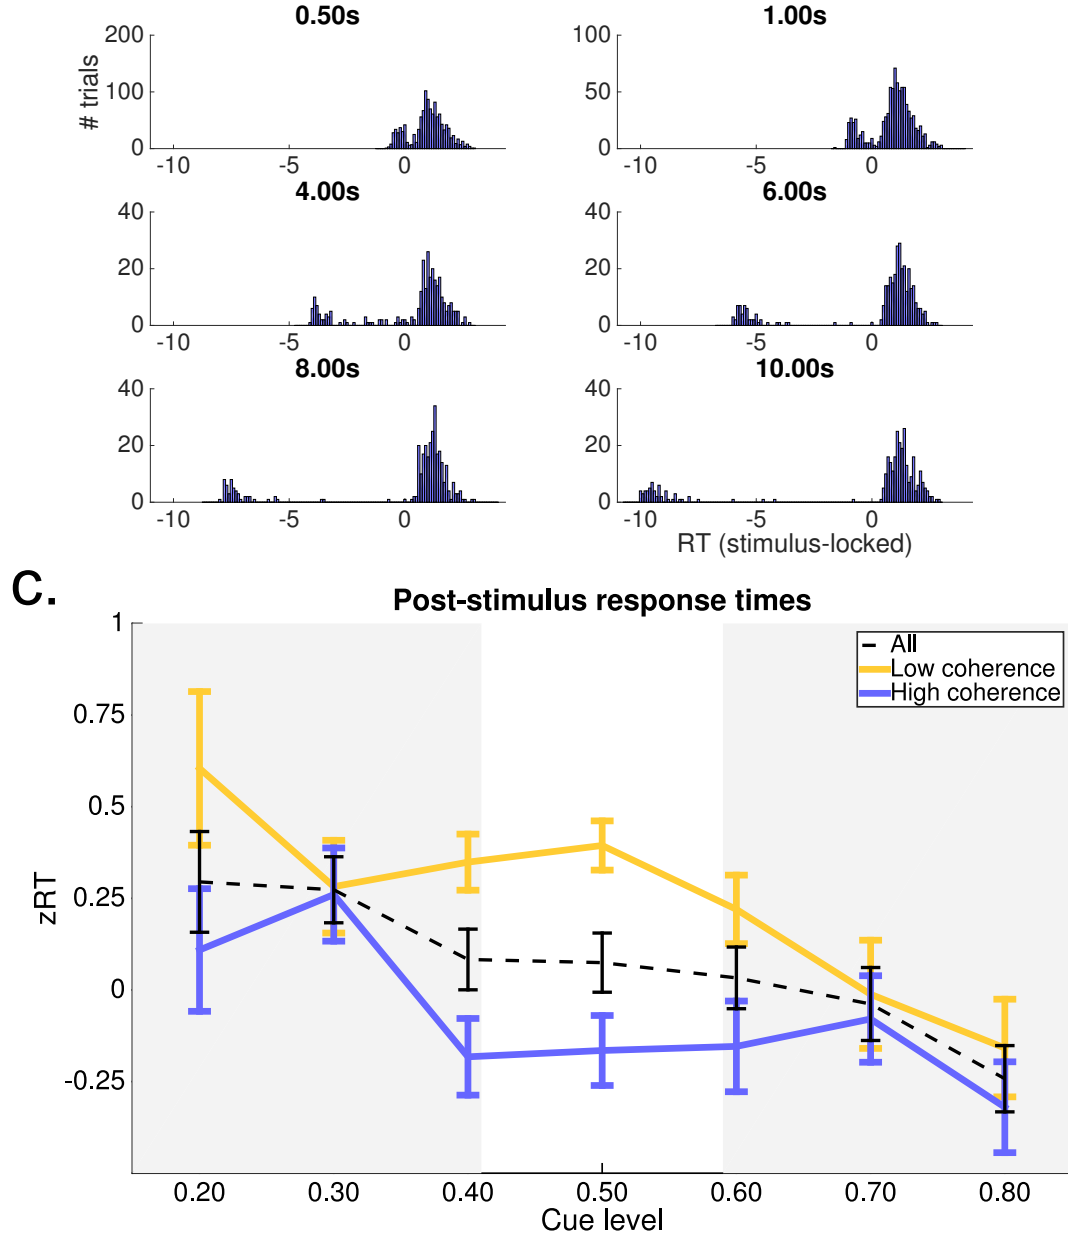 0.50s
1.00s
200
100
0
# trials
-10 -5 0
100
50
0
-10 -5 0
4.00s
6.00s
40
20
0
-10 -5 0
40
20
0
-10 -5 0
8.00s
10.00s
40
20
0
-10 -5 0
40
20
0
-10 -5 0
RT (stimulus-locked)
c.
Post-stimulus response times
All
Low coherence
High coherence
1
0.75
0.5
0.25
0
-0.25
zRT
0.20 0.30 0.40 0.50 0.60 0.70 0.80
Cue level